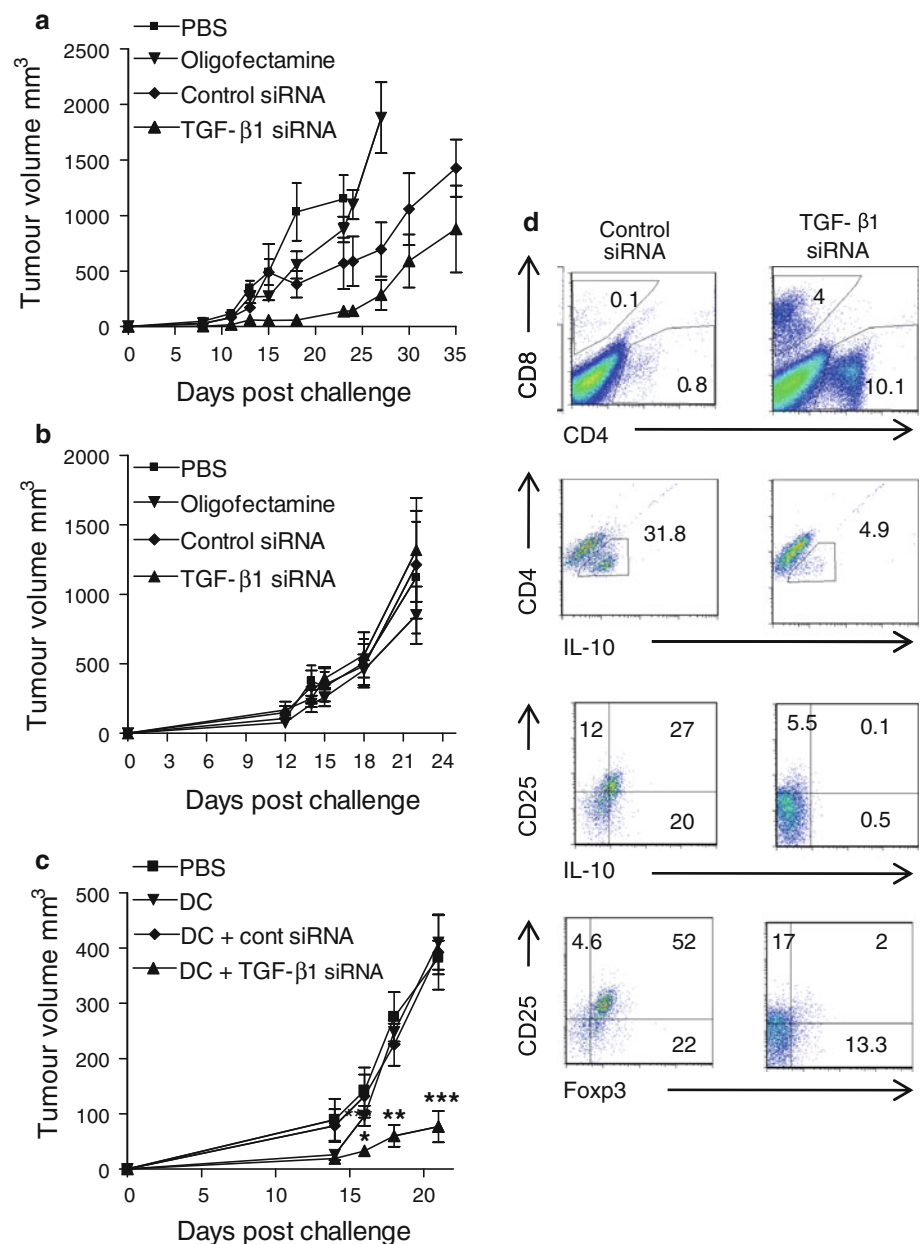 a
PBS
Oligofectamine
Control siRNA
TGF-β1 siRNA
2500
2000
1500
1000
500
0
Tumour volume mm³
0 5 10 15 20 25 30 35
Days post challenge
b
PBS
Oligofectamine
Control siRNA
TGF-β1 siRNA
2000
1500
1000
500
0
Tumour volume mm³
0 3 6 9 12 15 18 21 24
Days post challenge
c
PBS
DC
DC + cont siRNA
DC + TGF-β1 siRNA
500
400
300
200
100
0
Tumour volume mm³
*
**
***
0 5 10 15 20
Days post challenge
d
Control siRNA
TGF- β1 siRNA
CD8
0.1
0.8
4
10.1
CD4
CD4
31.8
4.9
IL-10
CD25
12 27
20
5.5 0.1
0.5
IL-10
CD25
4.6 52
22
17 2
13.3
Foxp3